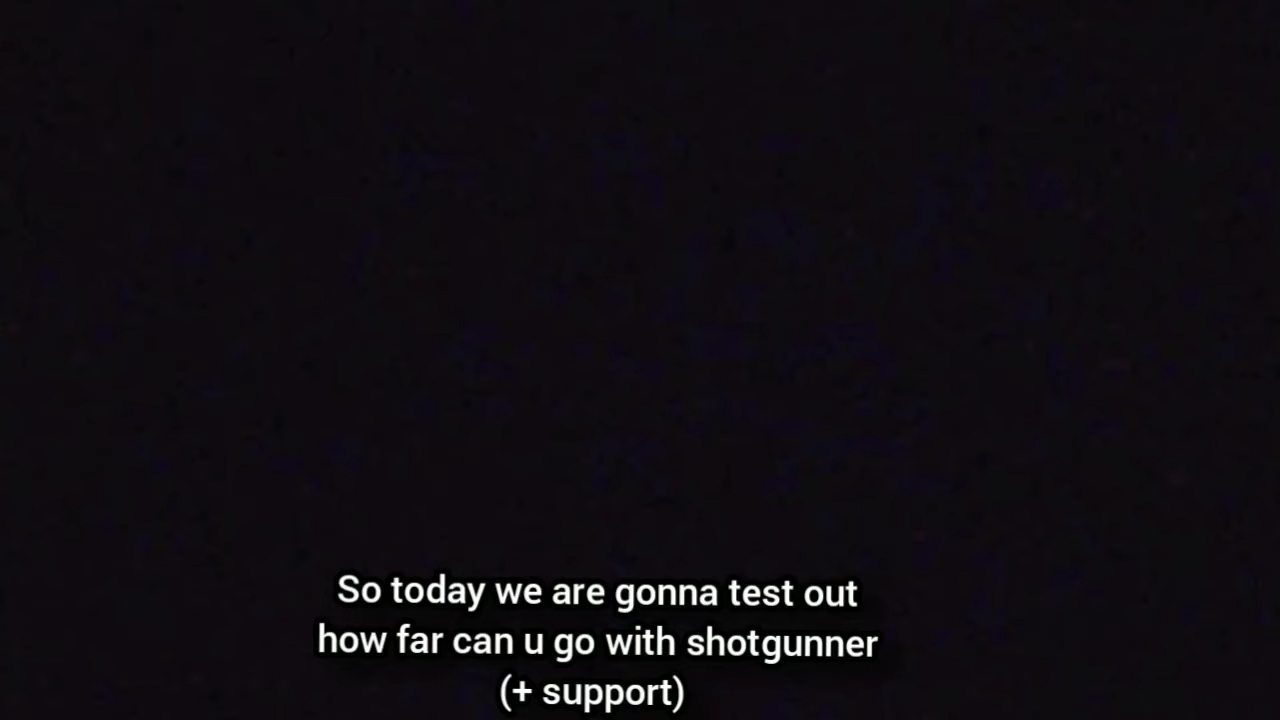 So today we are gonna test out
how far can u go with shotgunner
(+ support)